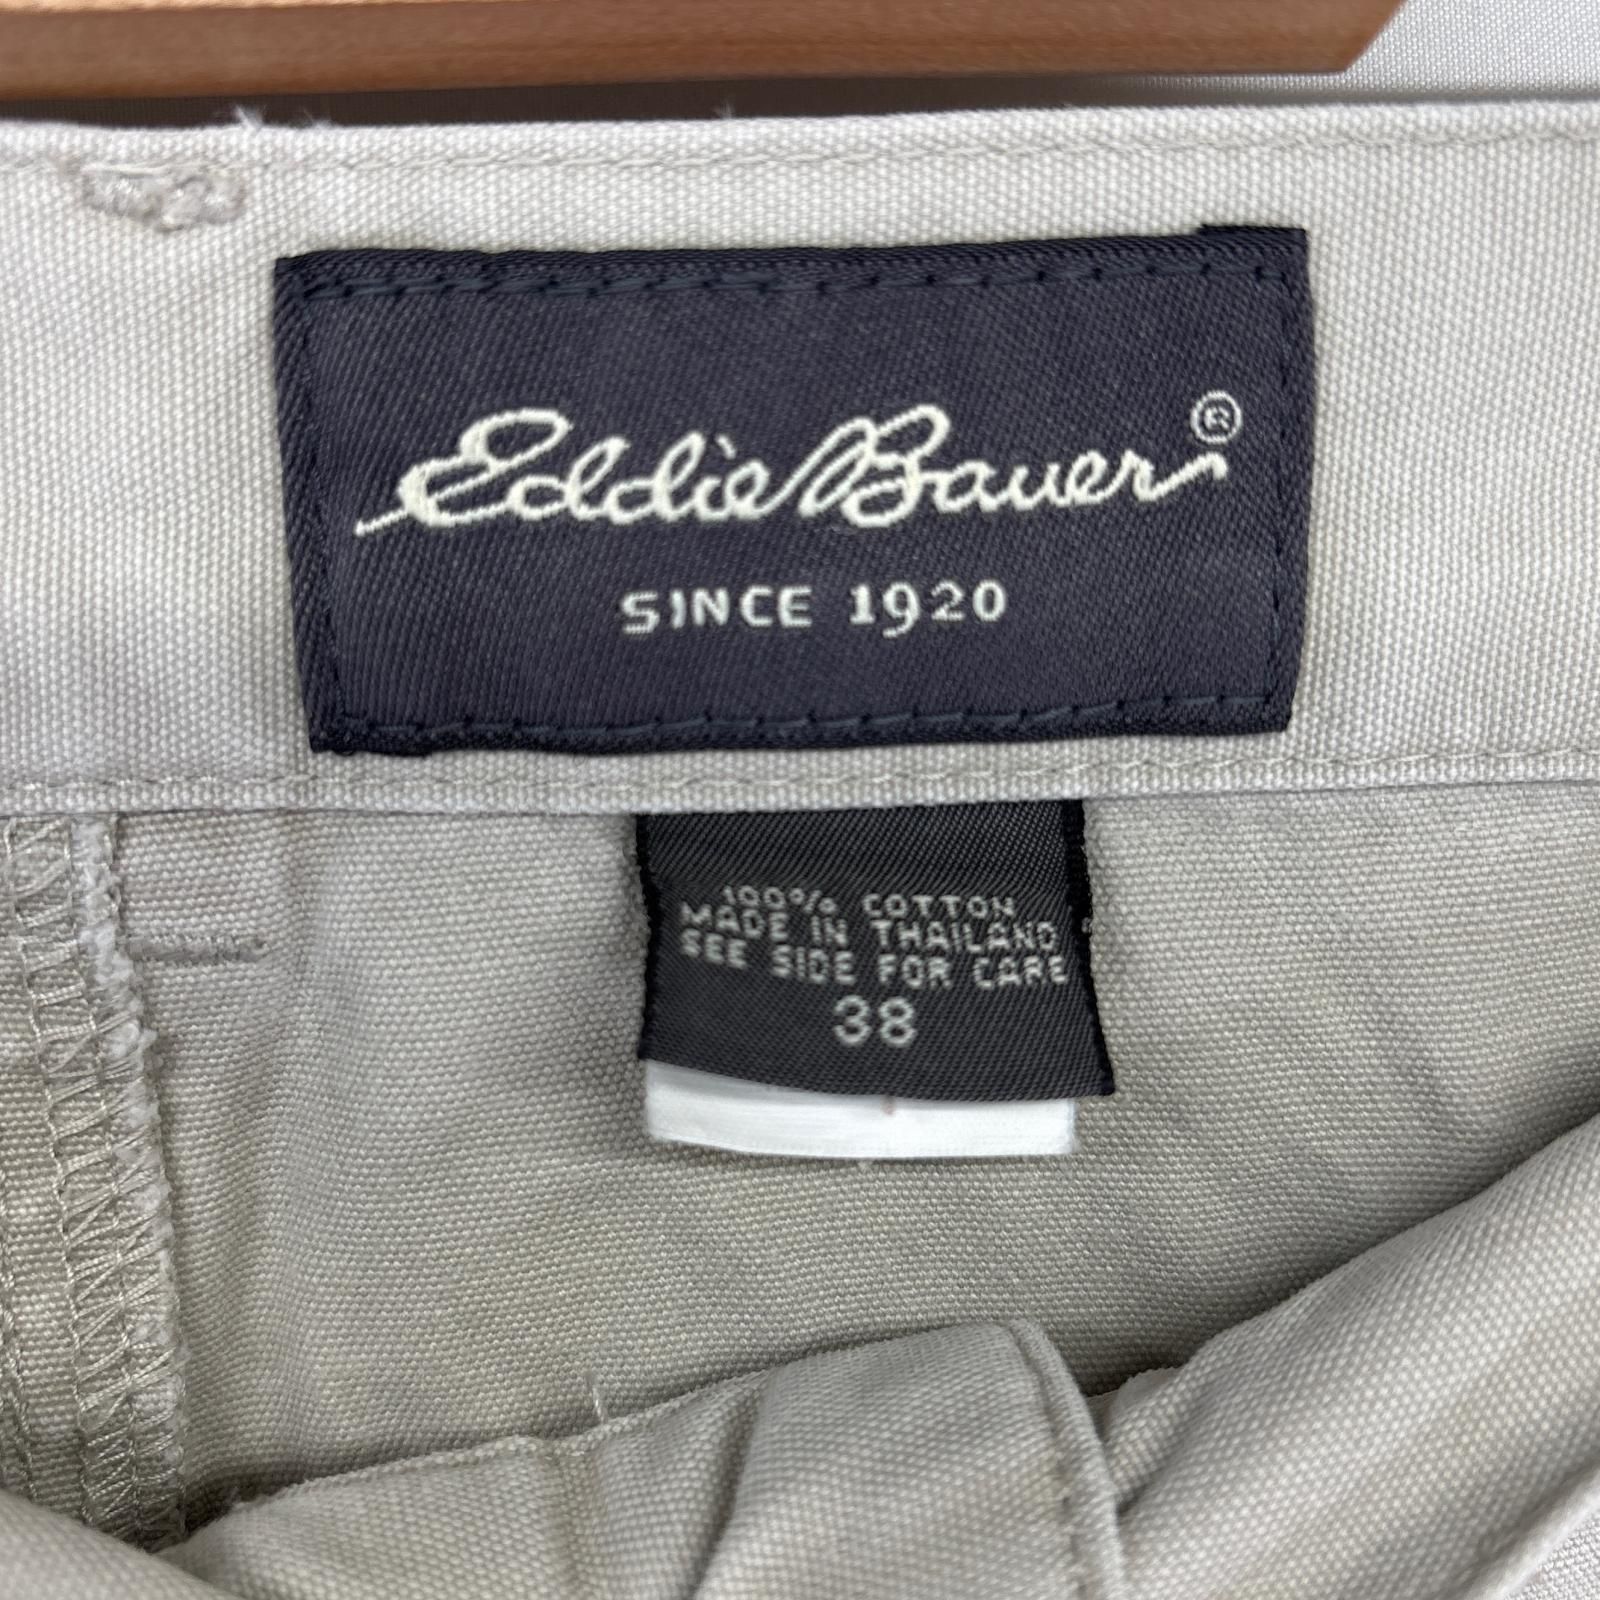 Eddie Bauer®
SINCE 1920
100% COTTON
MADE IN THAILAND
SEE SIDE FOR CARE
38